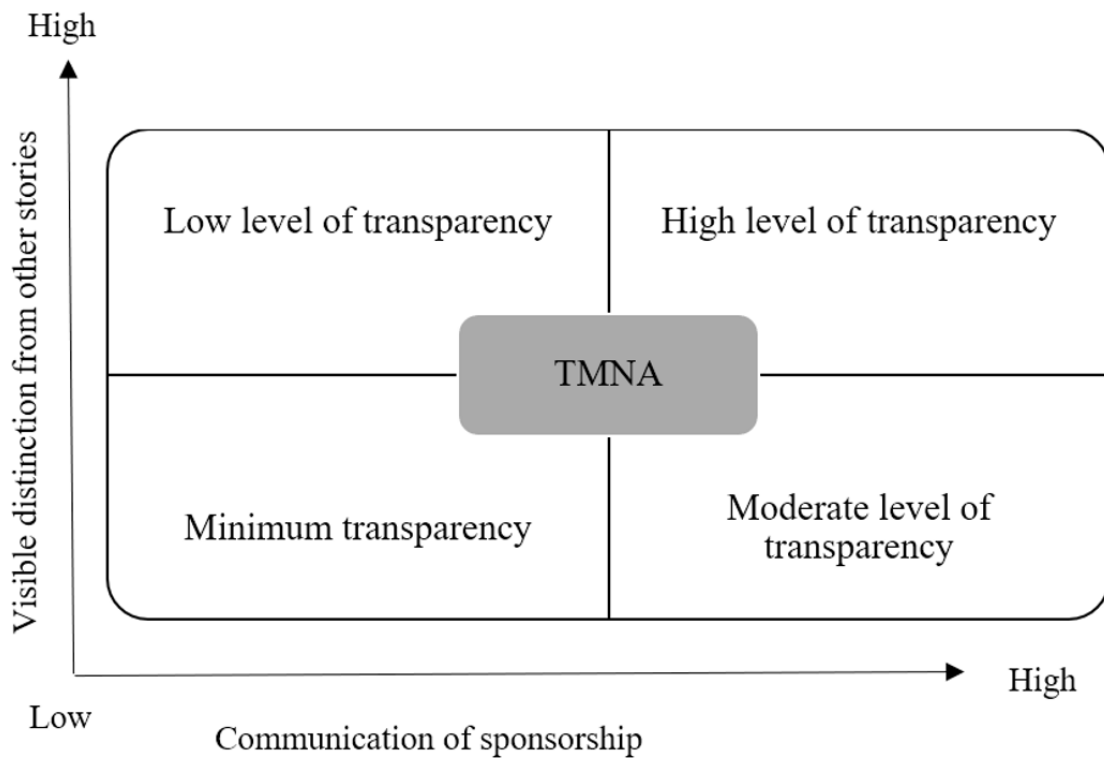 High
Visible distinction from other stories
Low level of transparency
High level of transparency
TMNA
Minimum transparency
Moderate level of
transparency
High
Low
Communication of sponsorship